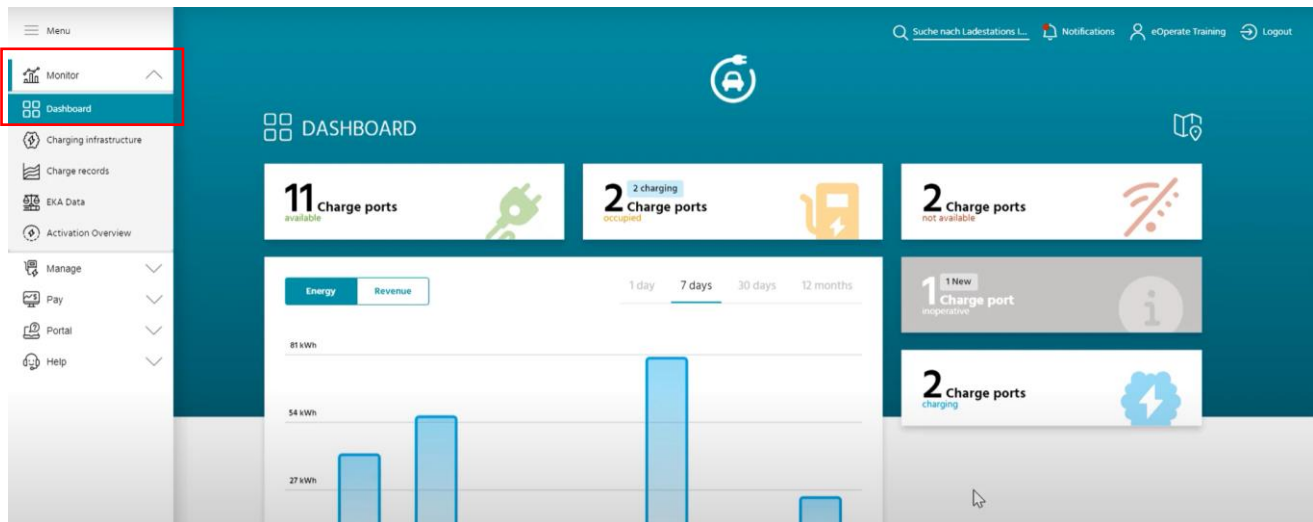 Menu
Suche nach Ladestations I...
Notifications
eOperate Training
Logout
Monitor
Dashboard
Charging infrastructure
Charge records
EKA Data
Activation Overview
Manage
Pay
Portal
Help
DASHBOARD
11 Charge ports
available
2 charging
2 Charge ports
occupied
2 Charge ports
not available
Energy
Revenue
1 day
7 days
30 days
12 months
1 New
1 Charge port
inoperative
81 kWh
54 kWh
27 kWh
2 Charge ports
charging